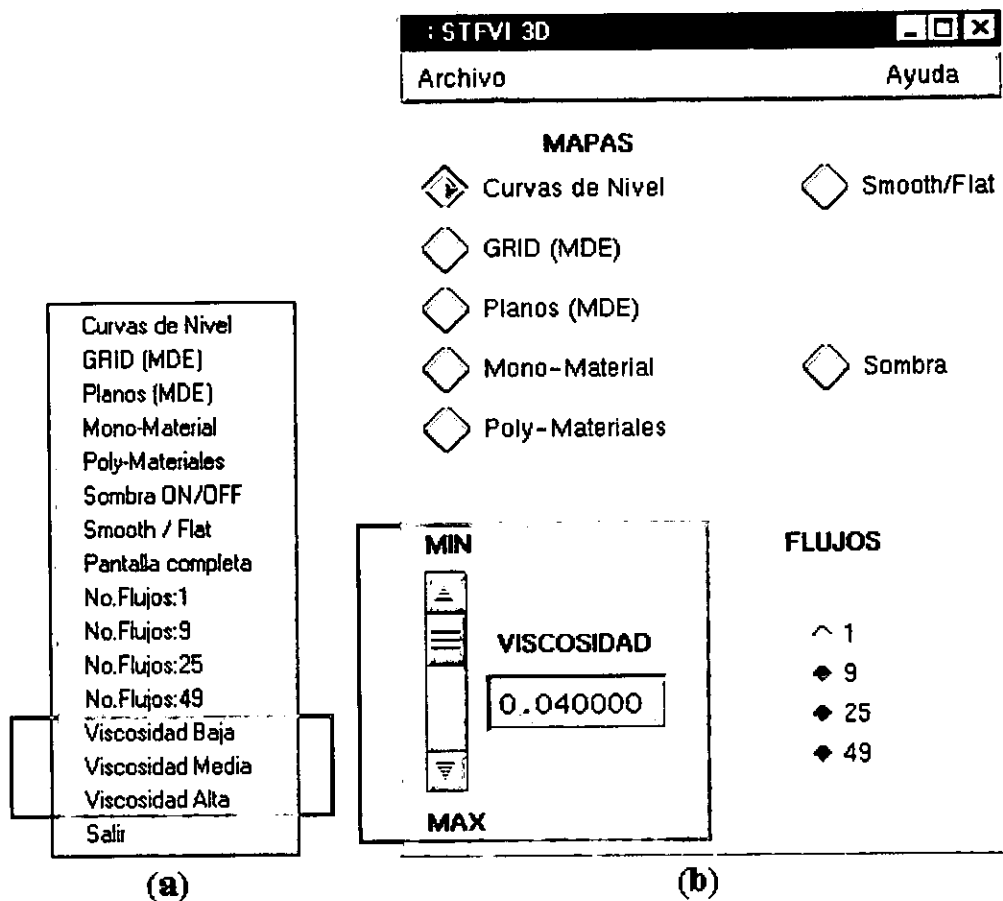 : STFVI 3D
Archivo Ayuda
MAPAS
Curvas de Nivel Smooth/Flat
GRID (MDE)
Planos (MDE)
Mono-Material Sombra
Poly-Materiales
Curvas de Nivel
GRID (MDE)
Planos (MDE)
Mono-Material
Poly-Materiales
Sombra ON/OFF
Smooth / Flat
Pantalla completa
No.Flujos:1
No.Flujos:9
No.Flujos:25
No.Flujos:49
Viscosidad Baja
Viscosidad Media
Viscosidad Alta
Salir
MIN
VISCOSIDAD
0.040000
MAX
FLUJOS
1
9
25
49
(a)
(b)